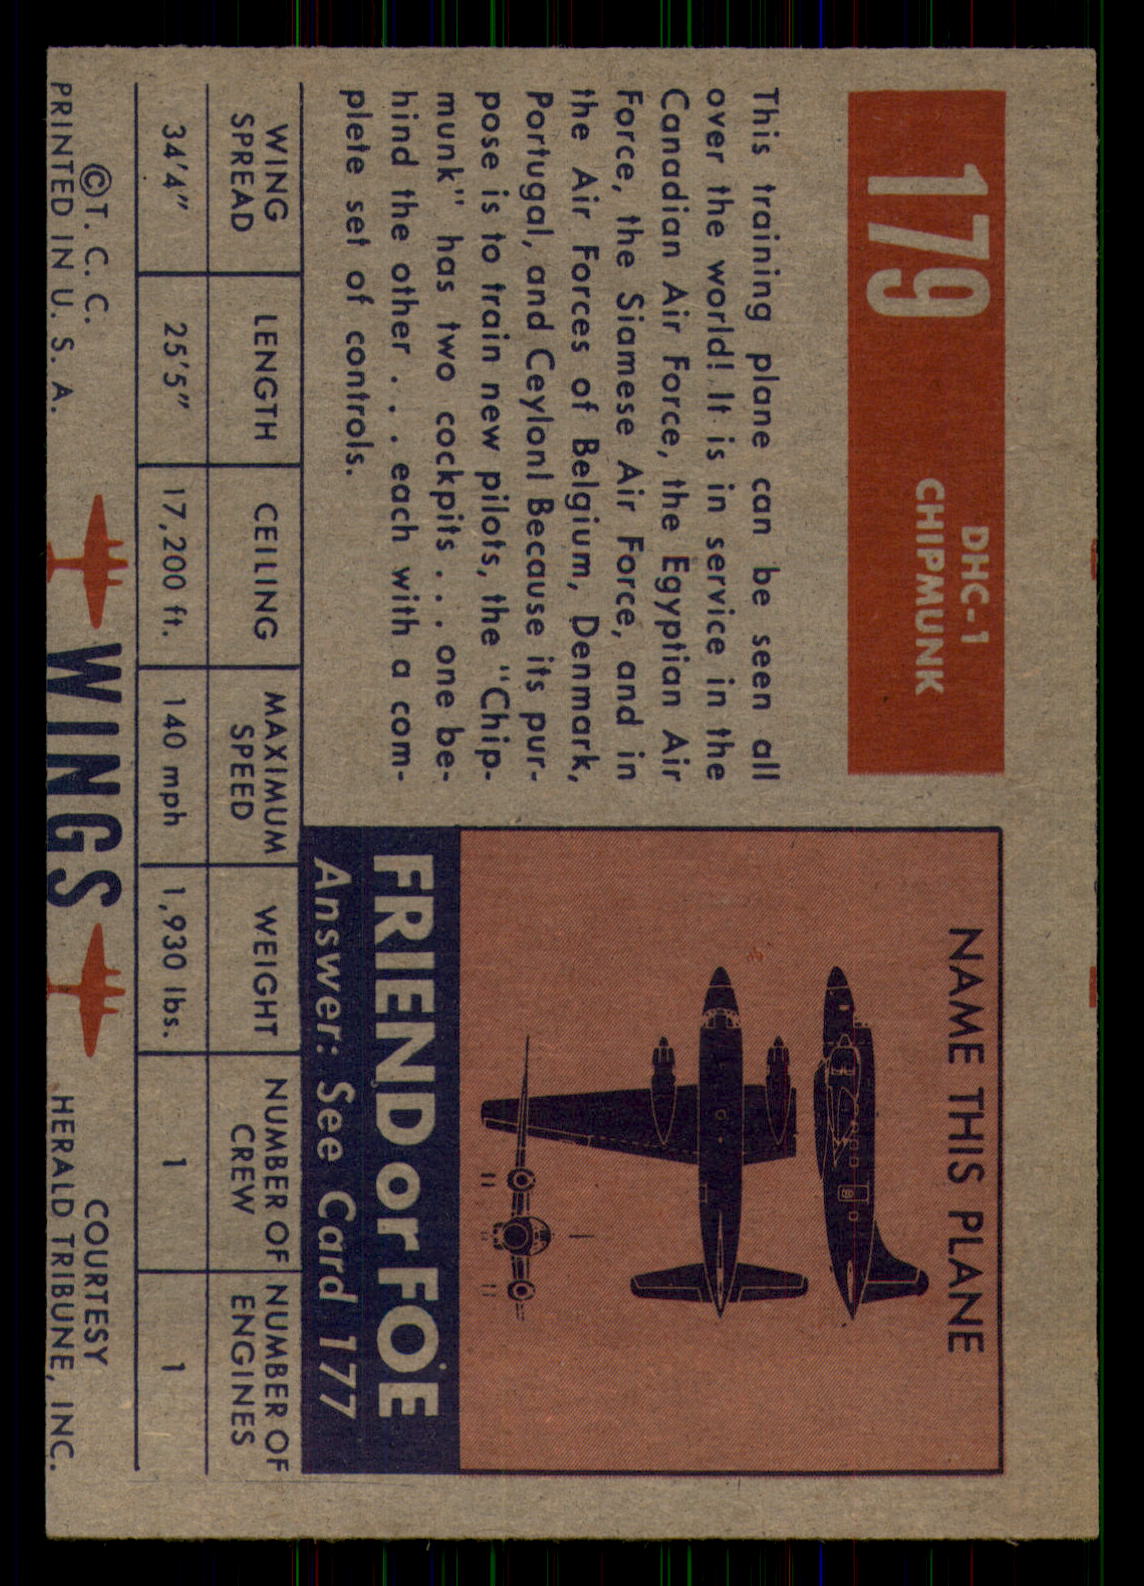 179
DHC-1
CHIPMUNK
This training plane can be seen all
over the world! It is in service in the
Canadian Air Force, the Egyptian Air
Force, the Siamese Air Force, and in
the Air Forces of Belgium, Denmark,
Portugal, and Ceylon! Because its pur-
pose is to train new pilots, the "Chip-
munk" has two cockpits . . . one be-
hind the other . . . each with a com-
plete set of controls.
NAME THIS PLANE
FRIEND or FOE
Answer: See Card 177
WING SPREAD LENGTH CEILING MAXIMUM SPEED WEIGHT NUMBER OF CREW NUMBER OF ENGINES
34'4" 25'5" 17,200 ft. 140 mph 1,930 lbs. 1 1
©T. C. C.
PRINTED IN U. S. A.
WINGS
COURTESY
HERALD TRIBUNE, INC.